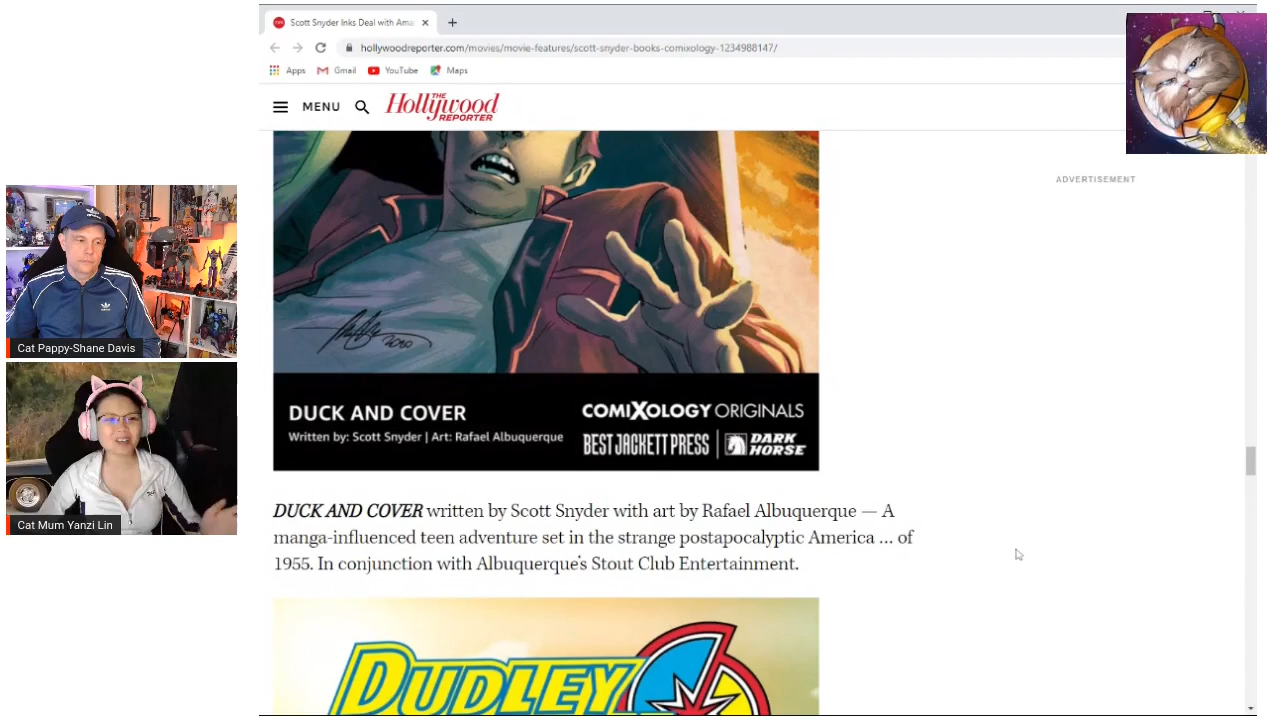 Scott Snyder Inks Deal with Ama
hollywoodreporter.com/movies/movie-features/scott-snyder-books-comixology-1234988147/
Apps Gmail YouTube Maps
MENU THE Hollywood REPORTER
ADVERTISEMENT
2020
DUCK AND COVER
Written by: Scott Snyder | Art: Rafael Albuquerque
COMIXOLOGY ORIGINALS
BEST JACKETT PRESS | DARK HORSE
DUCK AND COVER written by Scott Snyder with art by Rafael Albuquerque — A
manga-influenced teen adventure set in the strange postapocalyptic America ... of
1955. In conjunction with Albuquerque's Stout Club Entertainment.
DUDLEY
Cat Pappy-Shane Davis
Cat Mum Yanzi Lin